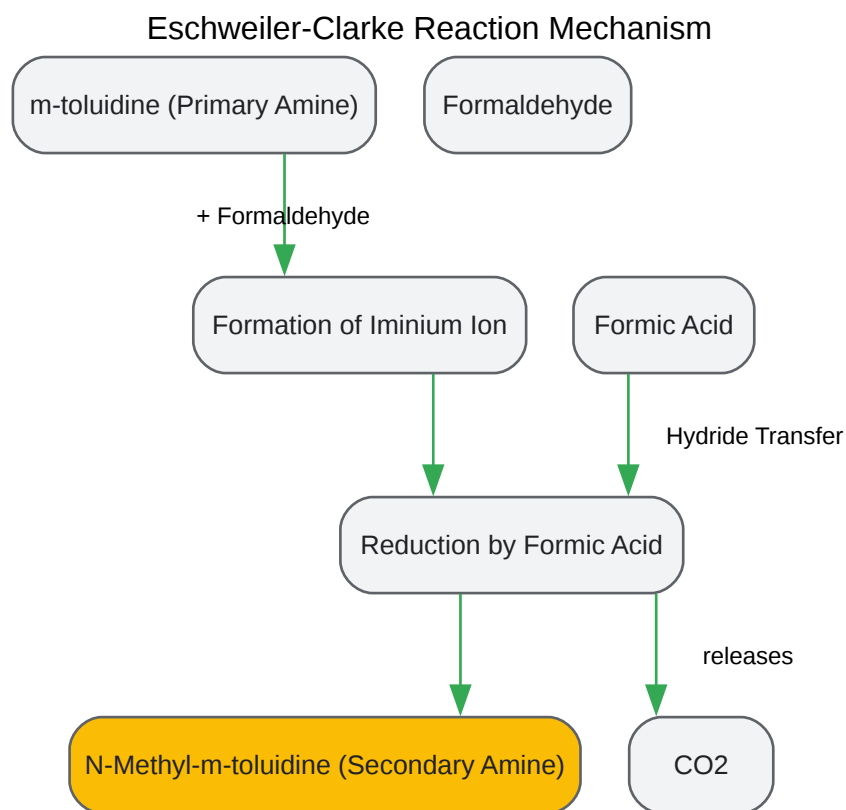 Eschweiler-Clarke Reaction Mechanism
m-toluidine (Primary Amine)
Formaldehyde
+ Formaldehyde
Formation of Iminium Ion
Formic Acid
Hydride Transfer
Reduction by Formic Acid
releases
N-Methyl-m-toluidine (Secondary Amine)
CO2